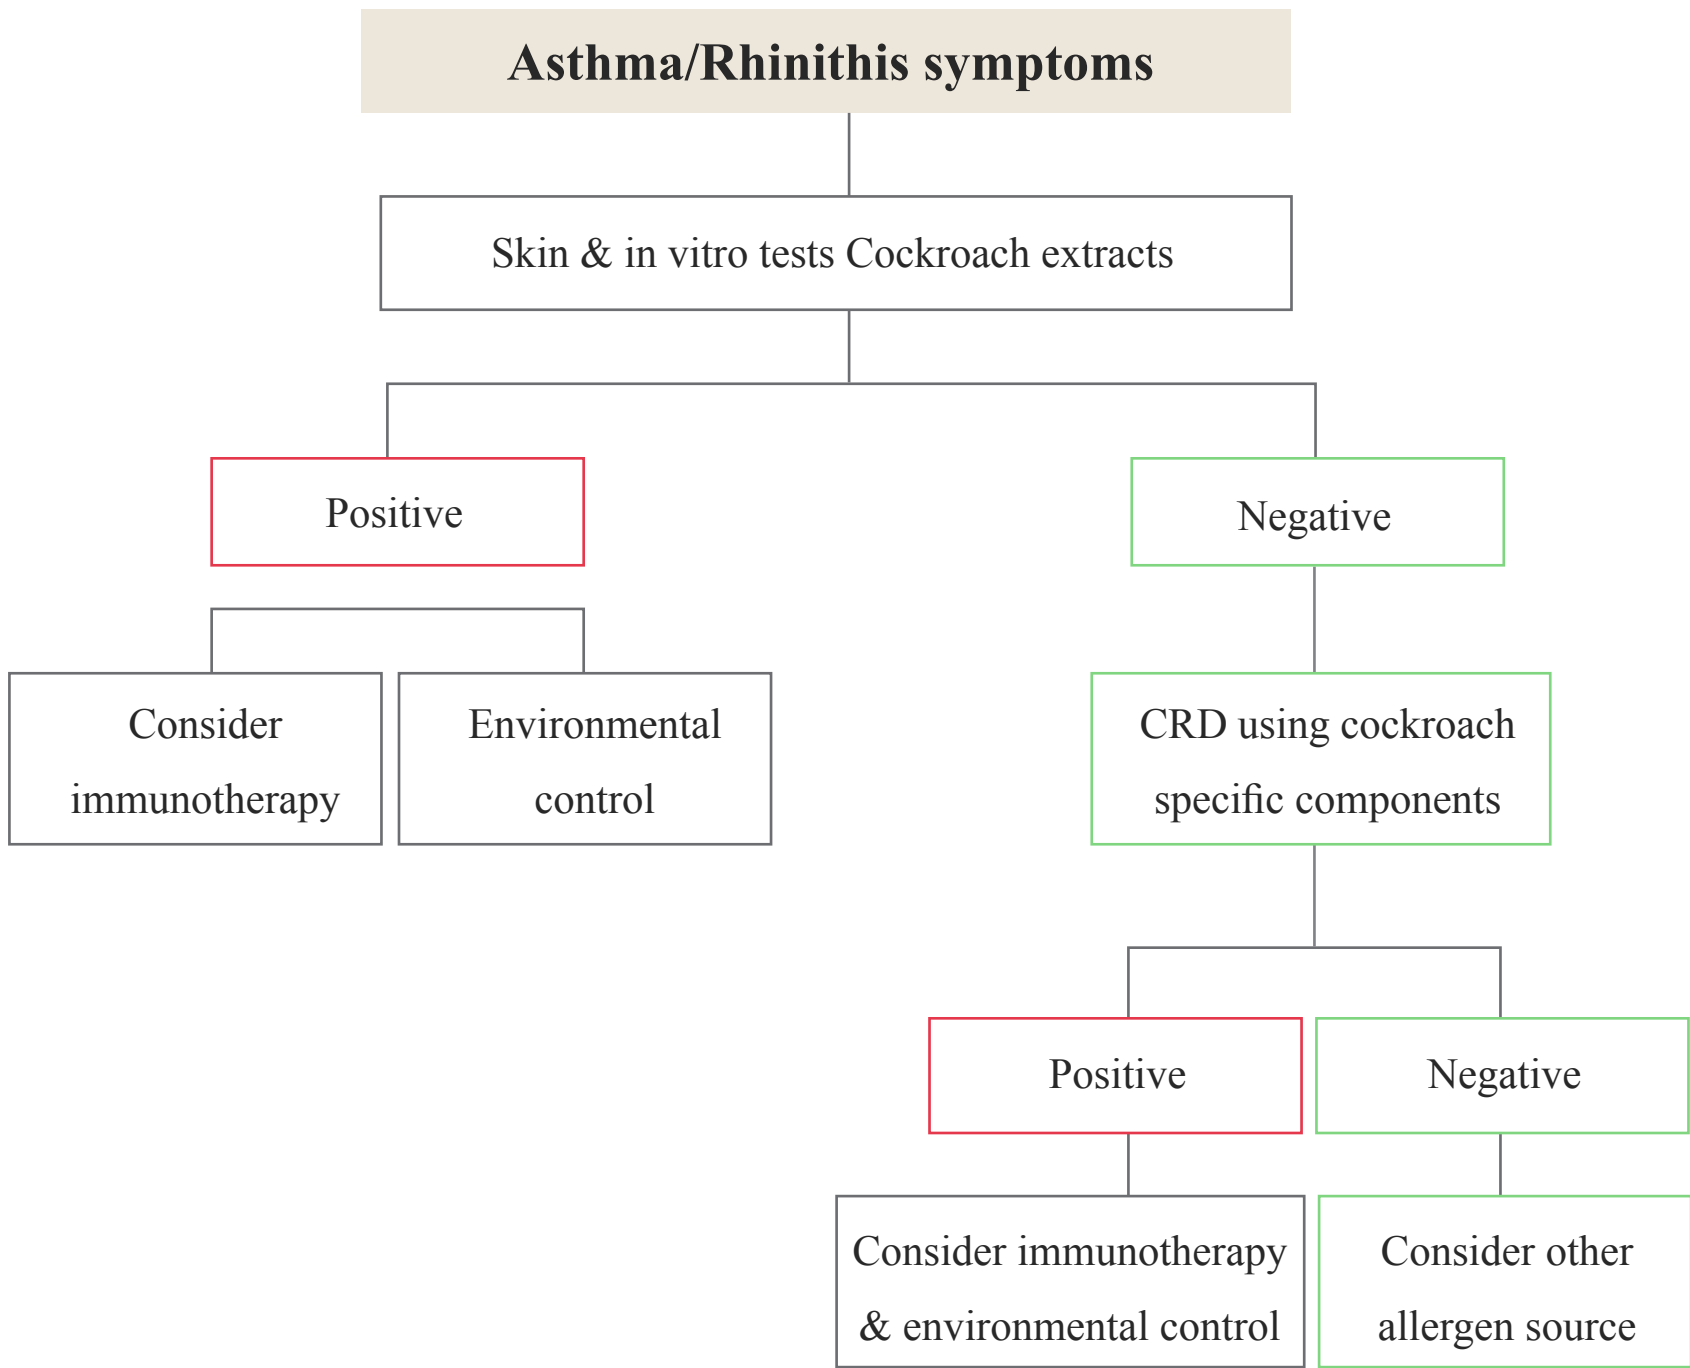 Asthma/Rhinithis symptoms
Skin & in vitro tests Cockroach extracts
Positive
Negative
Consider
immunotherapy
Environmental
control
CRD using cockroach
specific components
Positive
Negative
Consider immunotherapy
& environmental control
Consider other
allergen source